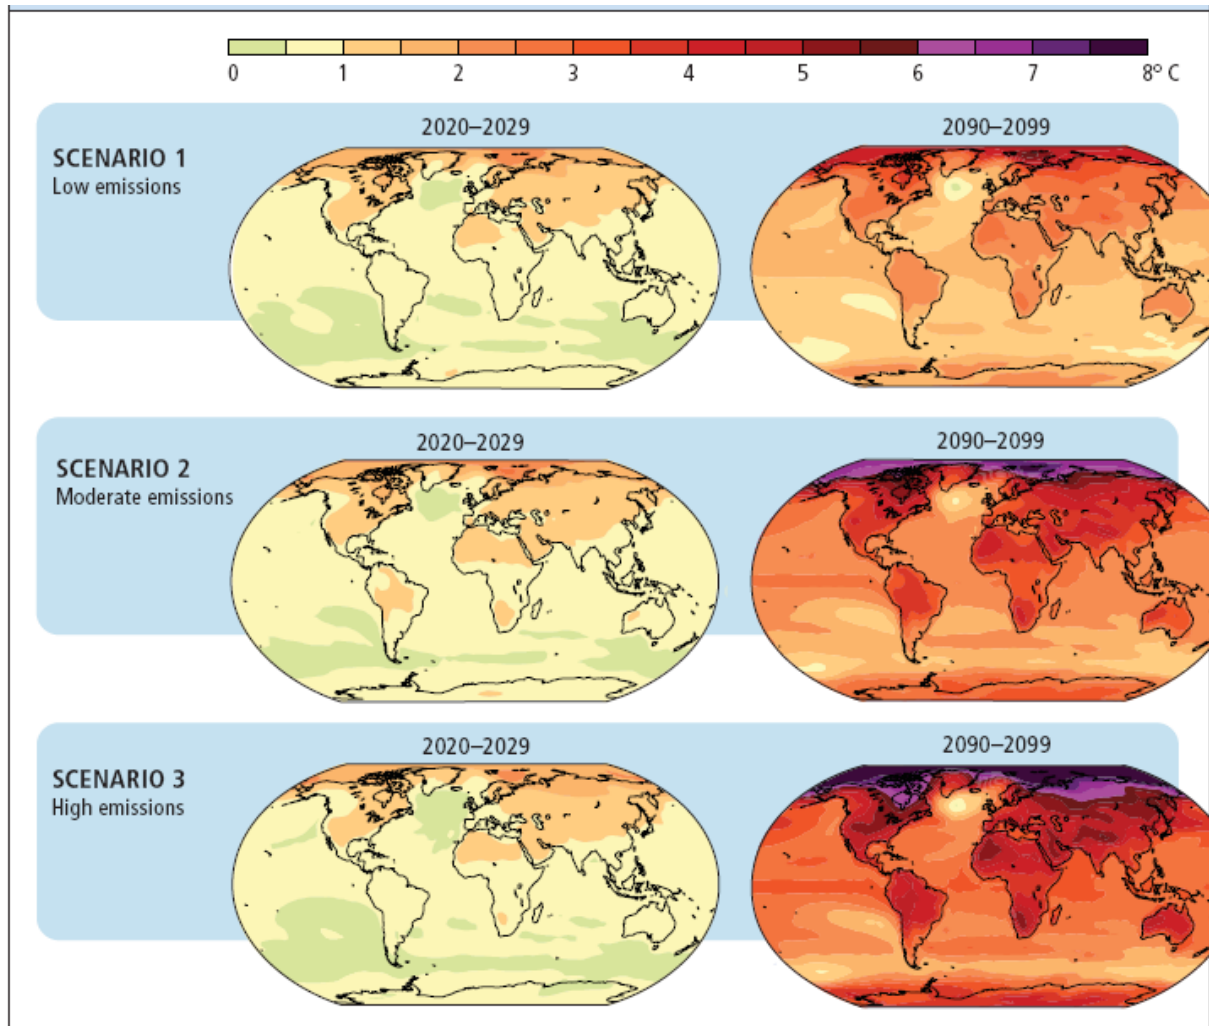 0 1 2 3 4 5 6 7 8° C
2020–2029 2090–2099
SCENARIO 1
Low emissions
2020–2029 2090–2099
SCENARIO 2
Moderate emissions
2020–2029 2090–2099
SCENARIO 3
High emissions